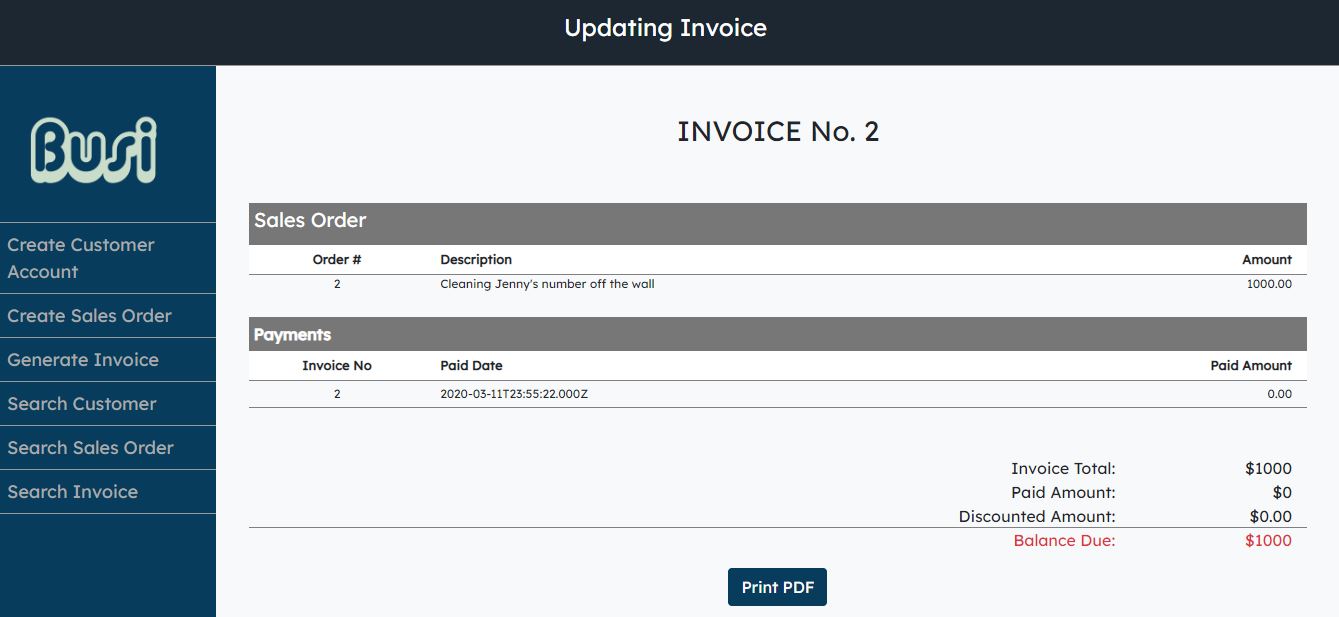 Updating Invoice
Busi
Create Customer
Account
Create Sales Order
Generate Invoice
Search Customer
Search Sales Order
Search Invoice
INVOICE No. 2
Sales Order
Order # Description Amount
2 Cleaning Jenny's number off the wall 1000.00
Payments
Invoice No Paid Date Paid Amount
2 2020-03-11T23:55:22.000Z 0.00
Invoice Total: $1000
Paid Amount: $0
Discounted Amount: $0.00
Balance Due: $1000
Print PDF